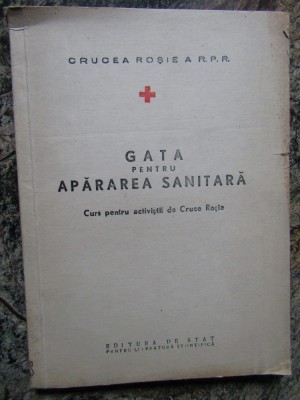 CRUCEA ROȘIE A R.P.R.
GATA
PENTRU
APĂRAREA SANITARĂ
Curs pentru activiștii de Cruce Roșie
EDITURA DE STAT
PENTRU LITERATURA ȘTIINȚIFICĂ